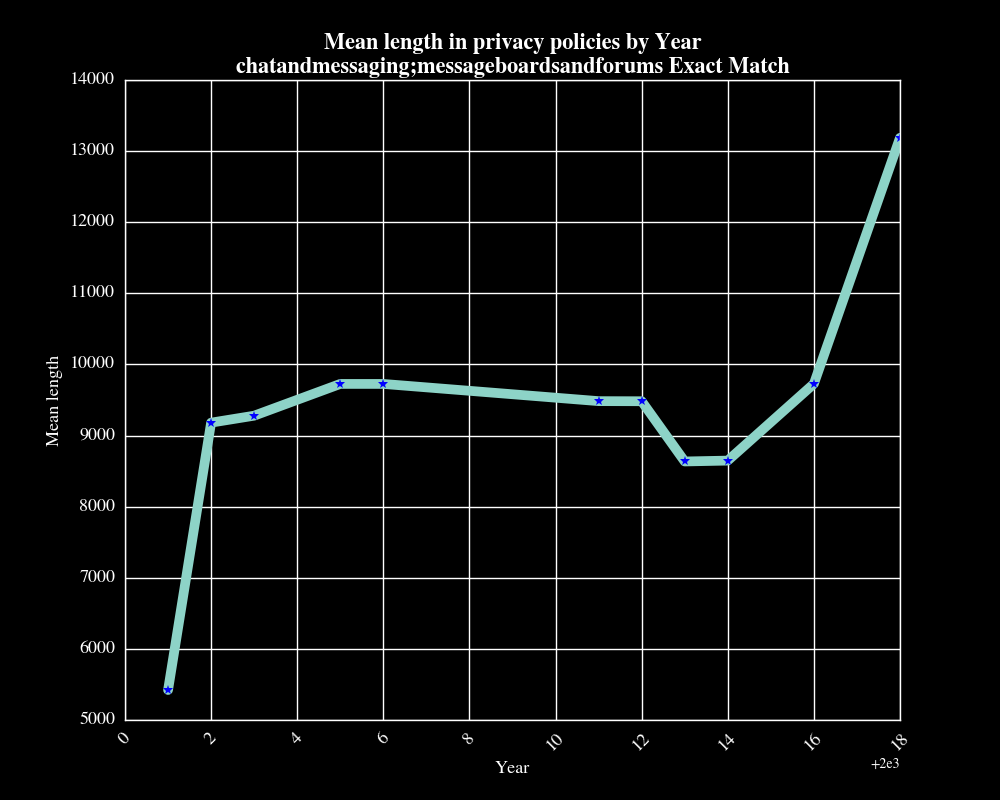 Mean length in privacy policies by Year
chatandmessaging;messageboardsandforums Exact Match
14000
13000
12000
11000
10000
9000
8000
7000
6000
5000
Mean length
0 2 4 6 8 10 12 14 16 18
Year
+2e3